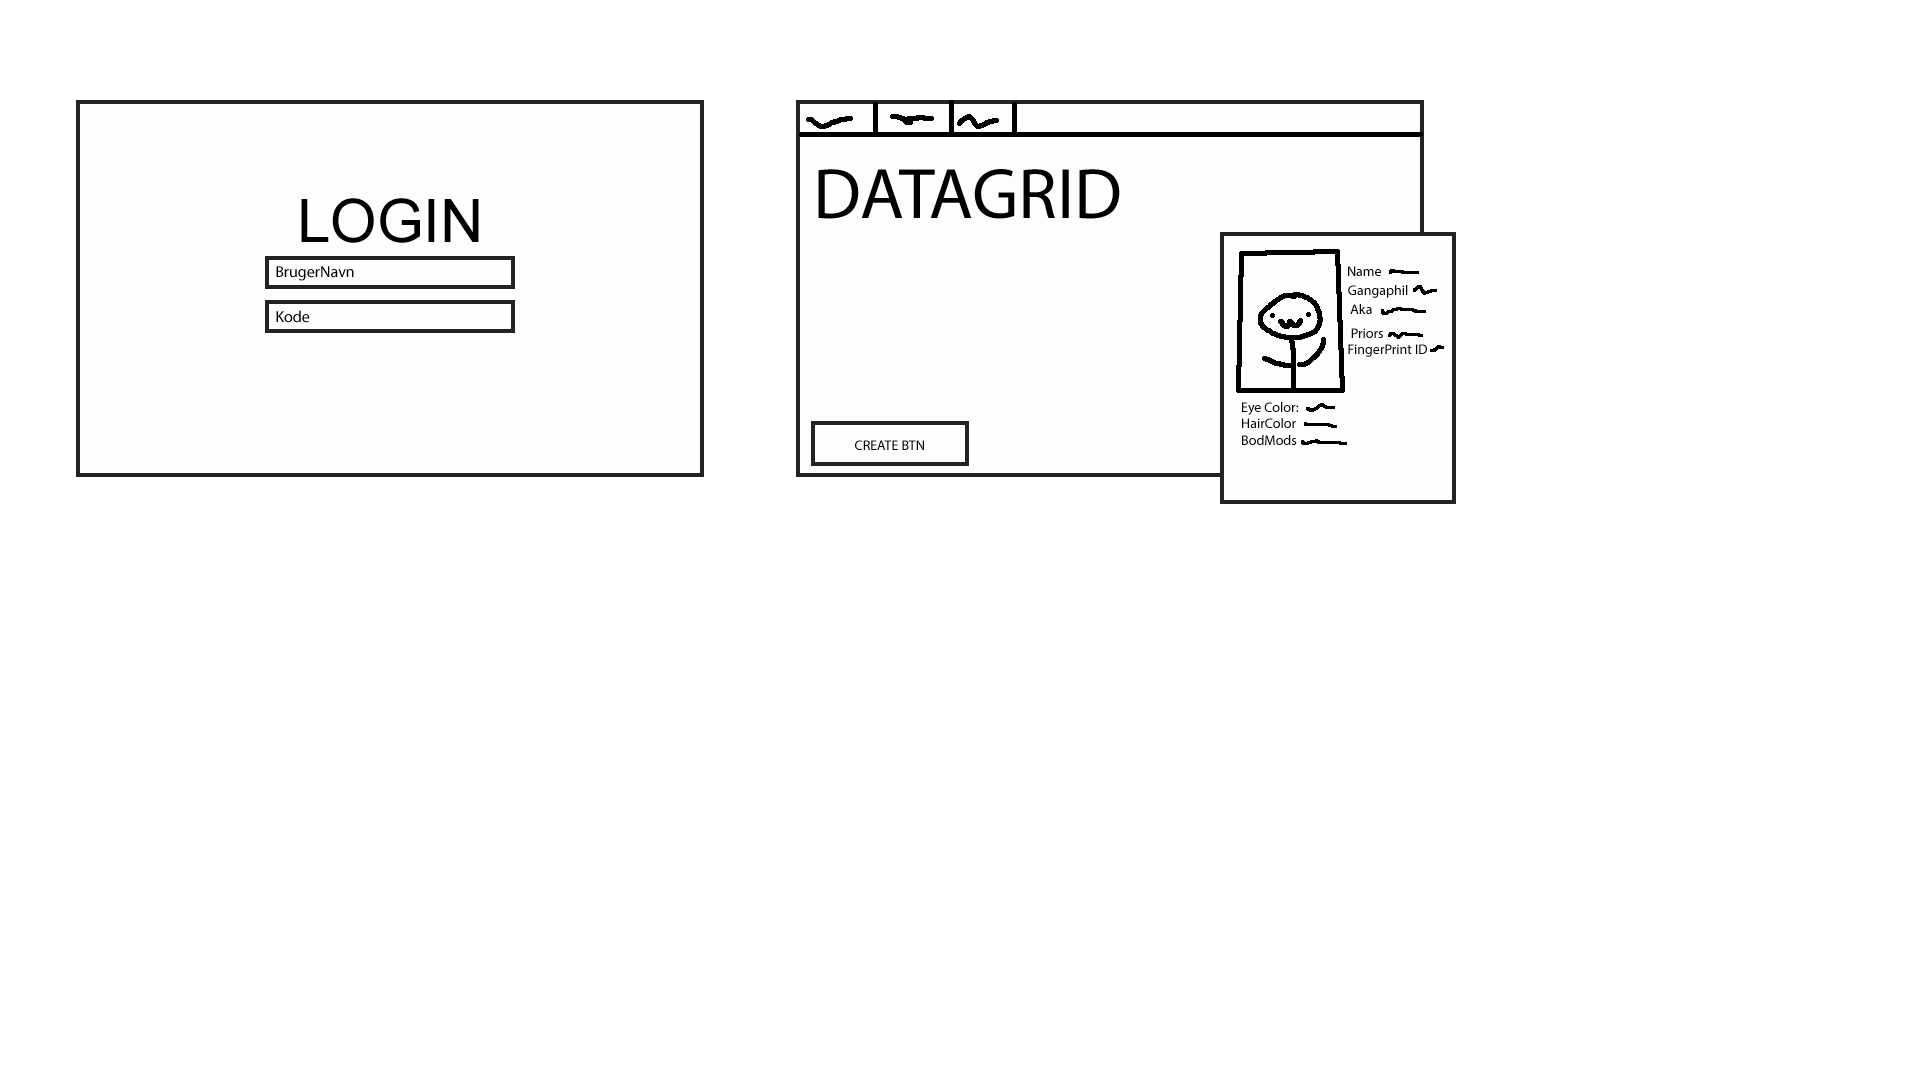 LOGIN
BrugerNavn
Kode
DATAGRID
CREATE BTN
Name
Gangaphil
Aka
Priors
FingerPrint ID
Eye Color:
HairColor
BodMods